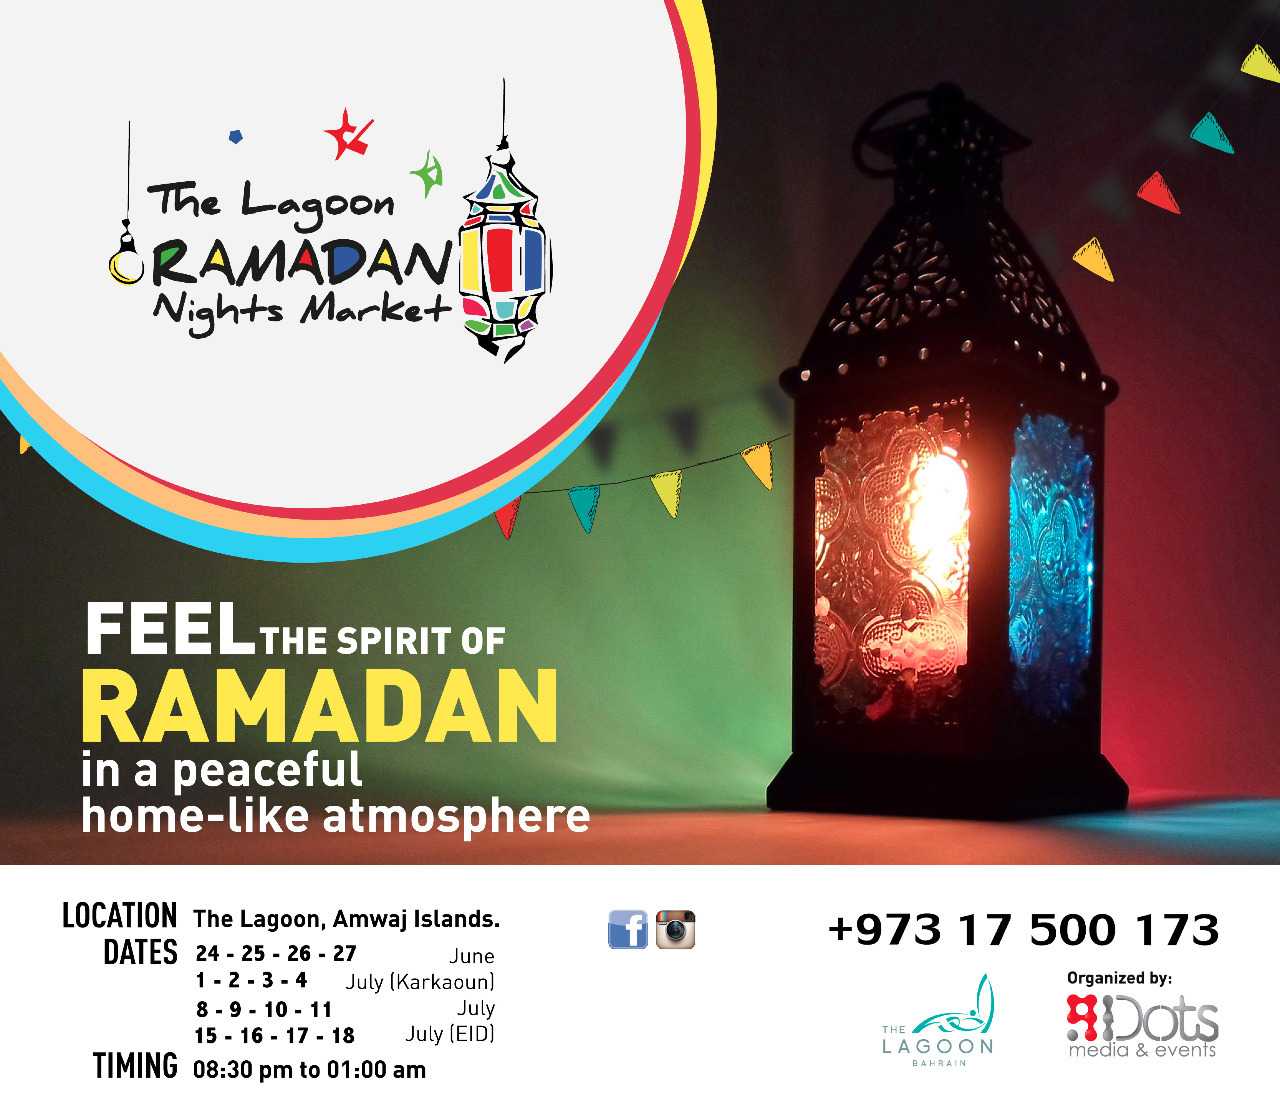 The Lagoon
RAMADAN
Nights Market
FEEL THE SPIRIT OF
RAMADAN
in a peaceful
home-like atmosphere
LOCATION The Lagoon, Amwaj Islands.
DATES 24 - 25 - 26 - 27 June
1 - 2 - 3 - 4 July (Karkaoun)
8 - 9 - 10 - 11 July
15 - 16 - 17 - 18 July (EID)
TIMING 08:30 pm to 01:00 am
f
+973 17 500 173
THE
LAGOON
BAHRAIN
Organized by:
9Dots
media & events